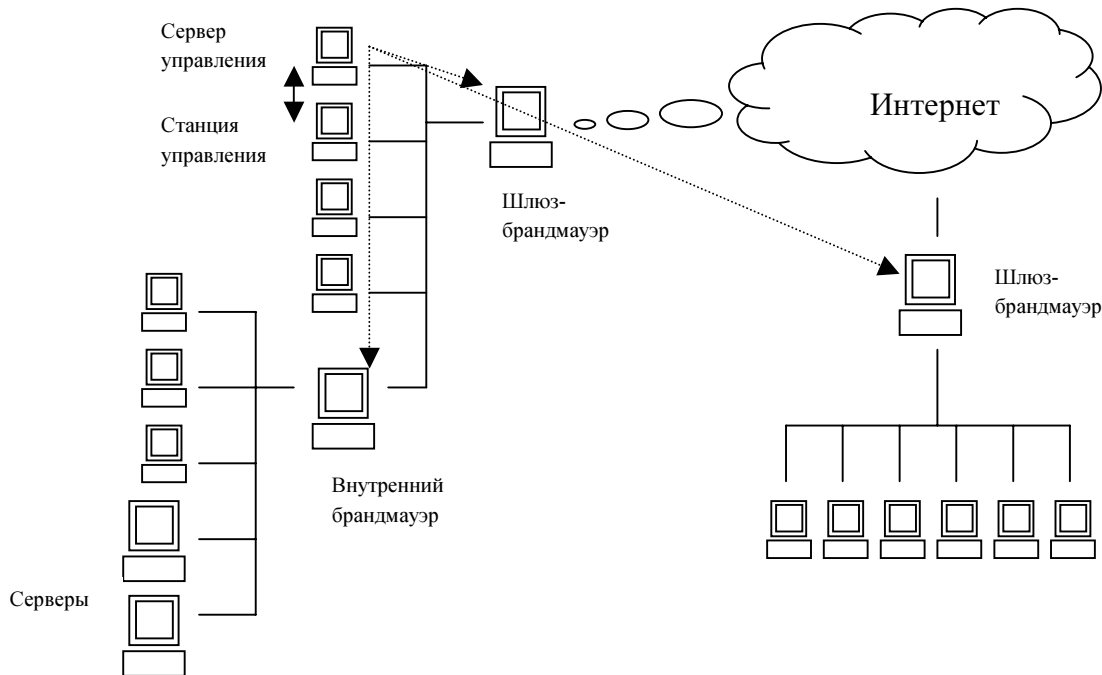 Сервер
управления
Станция
управления
Интернет
Шлюз-
брандмауэр
Шлюз-
брандмауэр
Внутренний
брандмауэр
Серверы